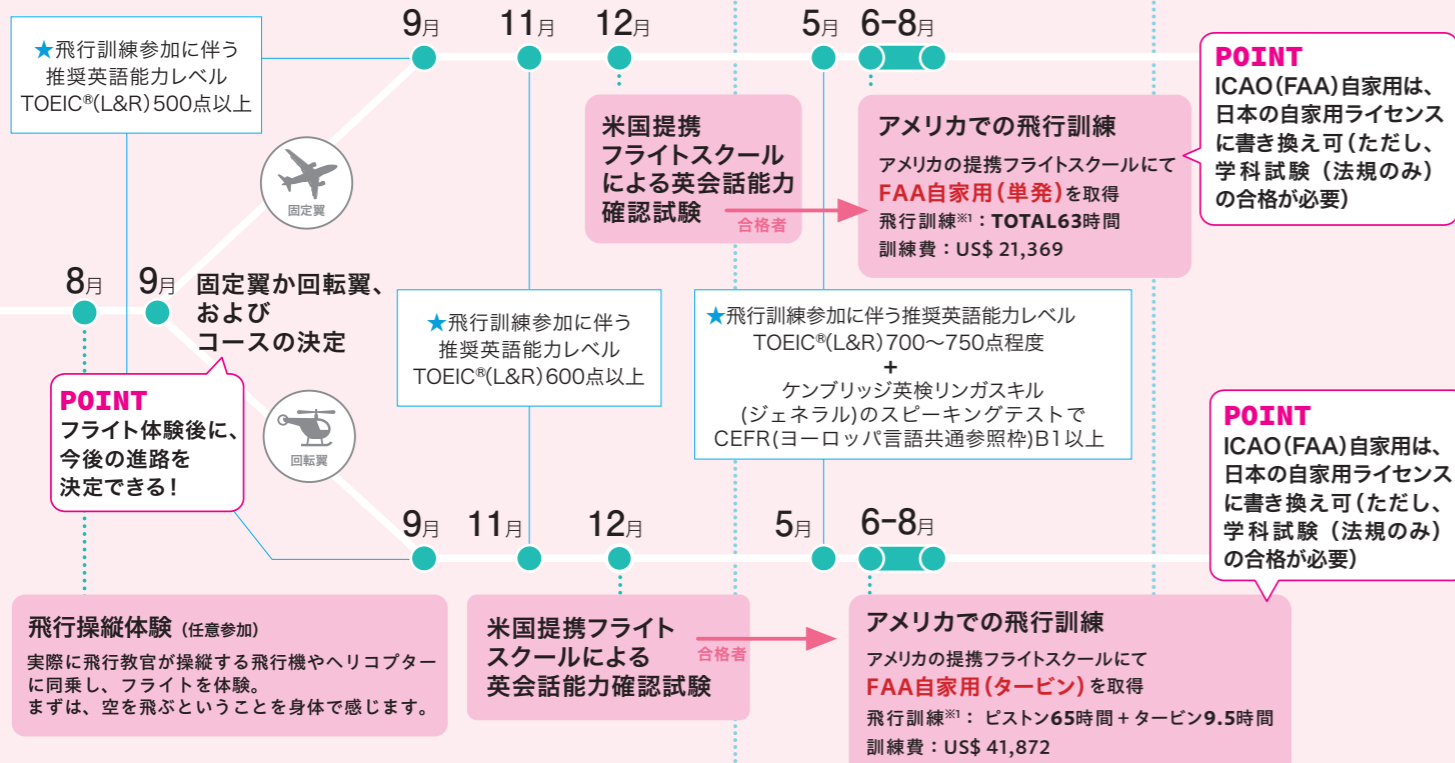 ★飛行訓練参加に伴う
推奨英語能力レベル
TOEIC®(L&R)500点以上
9月
11月
12月
5月
6-8月
固定翼
米国提携
フライトスクール
による英会話能力
確認試験
合格者
アメリカでの飛行訓練
アメリカの提携フライトスクールにて
FAA自家用(単発)を取得
飛行訓練※1：TOTAL63時間
訓練費：US$ 21,369
POINT
ICAO(FAA)自家用は、
日本の自家用ライセンス
に書き換え可(ただし、
学科試験（法規のみ）
の合格が必要)
8月
9月
固定翼か回転翼、
および
コースの決定
POINT
フライト体験後に、
今後の進路を
決定できる！
回転翼
★飛行訓練参加に伴う
推奨英語能力レベル
TOEIC®(L&R)600点以上
★飛行訓練参加に伴う推奨英語能力レベル
TOEIC®(L&R)700〜750点程度
+
ケンブリッジ英検リンガスキル
(ジェネラル)のスピーキングテストで
CEFR(ヨーロッパ言語共通参照枠)B1以上
9月
11月
12月
5月
6-8月
POINT
ICAO(FAA)自家用は、
日本の自家用ライセンス
に書き換え可(ただし、
学科試験（法規のみ）
の合格が必要)
飛行操縦体験（任意参加）
実際に飛行教官が操縦する飛行機やヘリコプター
に同乗し、フライトを体験。
まずは、空を飛ぶということを身体で感じます。
米国提携フライト
スクールによる
英会話能力確認試験
合格者
アメリカでの飛行訓練
アメリカの提携フライトスクールにて
FAA自家用(タービン)を取得
飛行訓練※1：ピストン65時間 + タービン9.5時間
訓練費：US$ 41,872